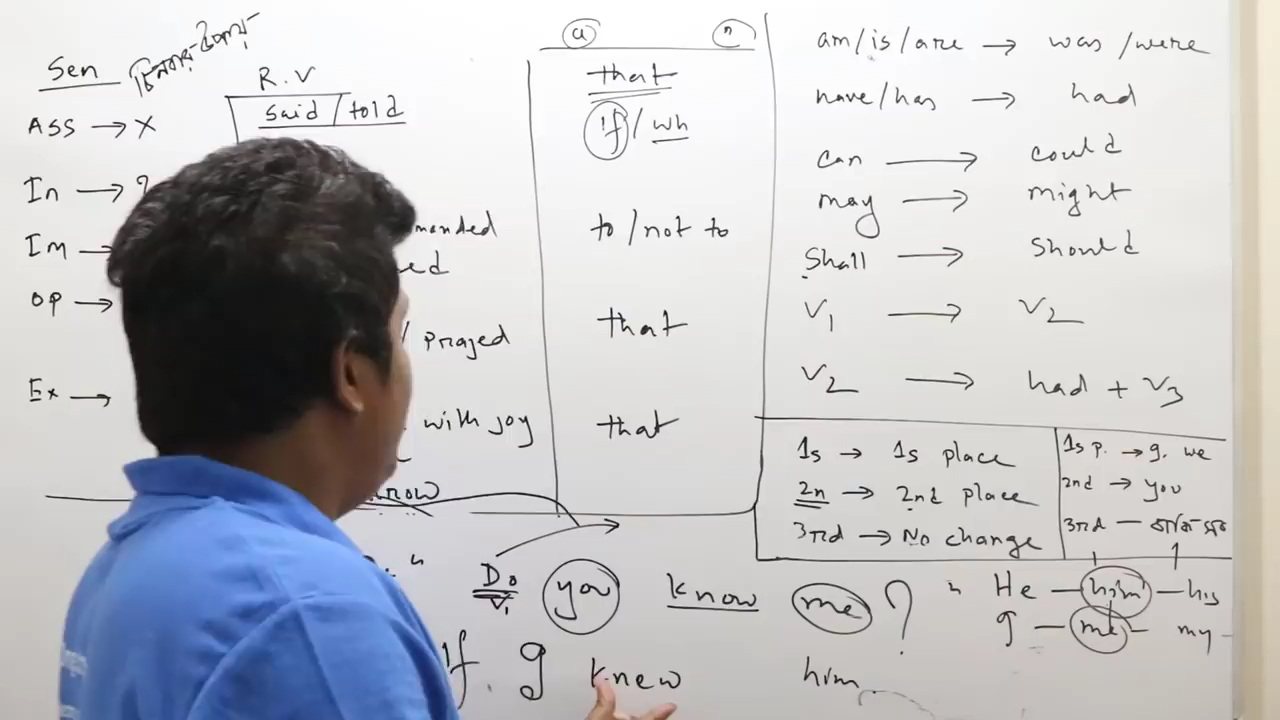 Sen
R.V
said / told
ASS → X
In → ?
Im →
manded
OP →
/ prayed
Ex →
with joy
a n
that
if / wh
to / not to
that
that
am/is/are → was/were
have/has → had
can → could
may → might
Shall → Should
V1 → V2
V2 → had + V3
1s → 1s place
2n → 2nd place
3rd → No change
1s p. → I. we
2nd → you
3rd —
" Do you know me ? "
V1
He — him — his
I — me — my -
If I knew him